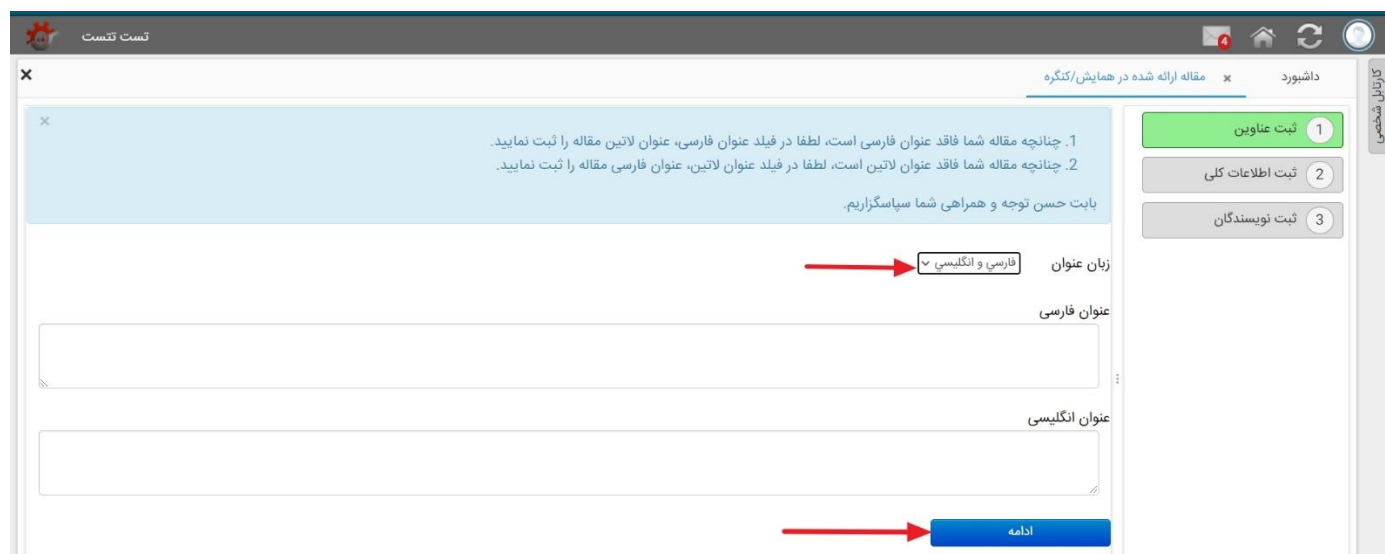 تست تتست
4
داشبورد
مقاله ارائه شده در همایش/کنگره
کارتابل شخصی
1 ثبت عناوین
2 ثبت اطلاعات کلی
3 ثبت نویسندگان
1. چنانچه مقاله شما فاقد عنوان فارسی است، لطفا در فیلد عنوان فارسی، عنوان لاتین مقاله را ثبت نمایید.
2. چنانچه مقاله شما فاقد عنوان لاتین است، لطفا در فیلد عنوان لاتین، عنوان فارسی مقاله را ثبت نمایید.
بابت حسن توجه و همراهی شما سپاسگزاریم.
زبان عنوان فارسي و انگليسي
عنوان فارسی
عنوان انگلیسی
ادامه